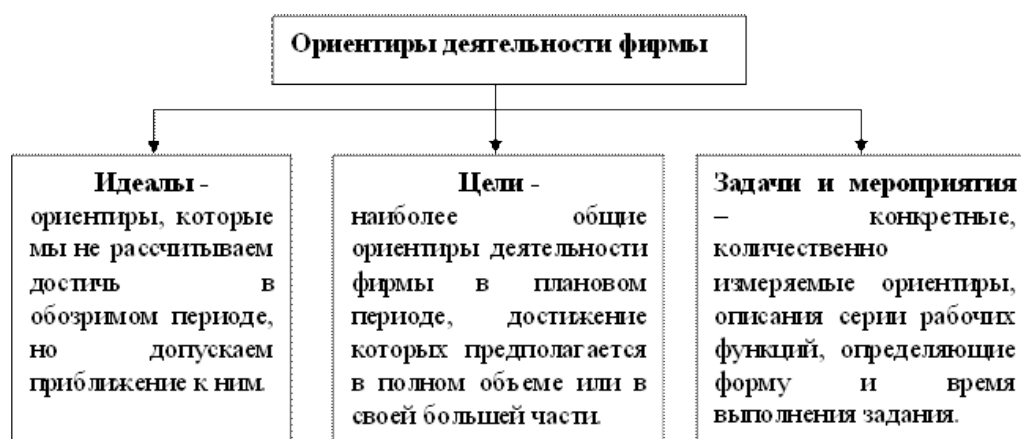 Ориентиры деятельности фирмы
Идеалы -
ориентиры, которые
мы не рассчитываем
достичь в
обозримом периоде,
но допускаем
приближение к ним.
Цели -
наиболее общие
ориентиры деятельности
фирмы в плановом
периоде, достижение
которых предполагается
в полном объеме или в
своей большей части.
Задачи и мероприятия
– конкретные,
количественно
измеряемые ориентиры,
описания серии рабочих
функций, определяющие
форму и время
выполнения задания.